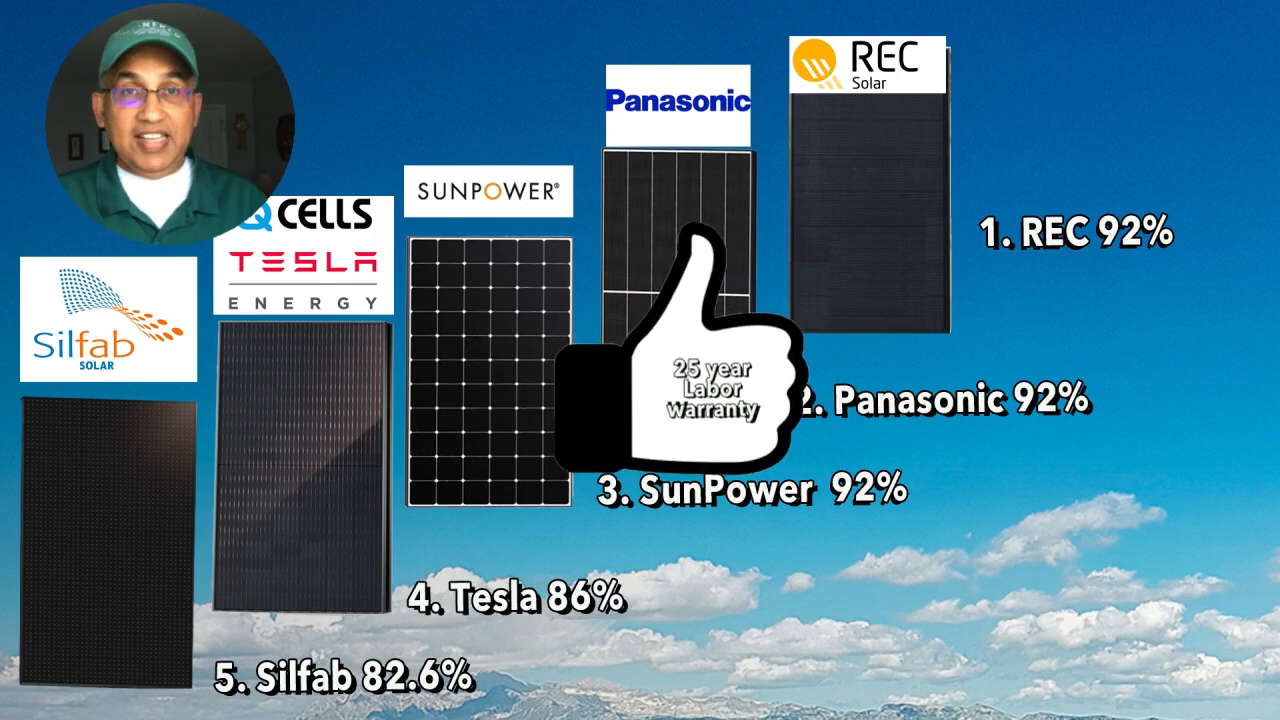 REC
Solar
Panasonic
SUNPOWER®
CELLS
TESLA
ENERGY
Silfab
SOLAR
1. REC 92%
25 year
Labor
Warranty
2. Panasonic 92%
3. SunPower 92%
4. Tesla 86%
5. Silfab 82.6%